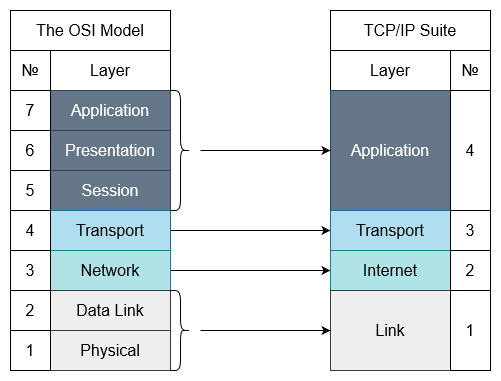 The OSI Model
№ Layer
7 Application
6 Presentation
5 Session
4 Transport
3 Network
2 Data Link
1 Physical
TCP/IP Suite
Layer №
Application 4
Transport 3
Internet 2
Link 1